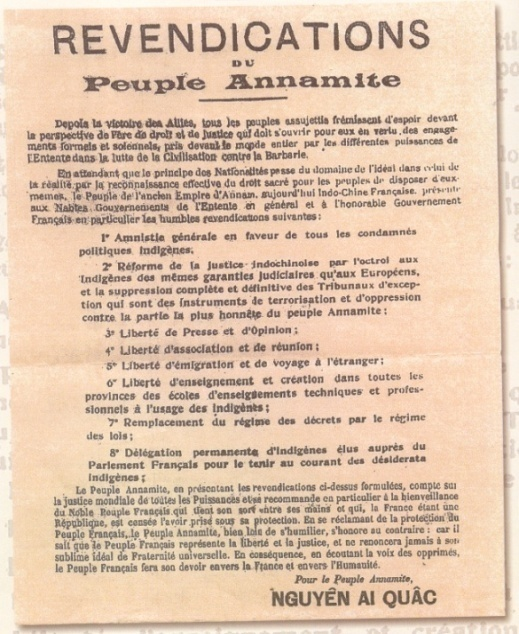 REVENDICATIONS
DU
Peuple Annamite
Depuis la victoire des Alliés, tous les peuples assujettis frémissent d'espoir devant
la perspective de l'ère de droit et de justice qui doit s'ouvrir pour eux en vertu des engage-
ments formels et solennels, pris devant le monde entier par les différentes puissances de
l'Entente dans la lutte de la Civilisation contre la Barbarie.
En attendant que le principe des Nationalités passe du domaine de l'idéal dans celui de
la réalité par la reconnaissance effective du droit sacré pour les peuples de disposer d'eux-
mêmes, le Peuple de l'ancien Empire d'Annam, aujourd'hui Indo-Chine Française, présente
aux Nobles Gouvernements de l'Entente en général et à l'honorable Gouvernement
Français en particulier les humbles revendications suivantes :
1° Amnistie générale en faveur de tous les condamnés
politiques indigènes.
2° Réforme de la justice indochinoise par l'octroi aux
Indigènes des mêmes garanties judiciaires qu'aux Européens,
et la suppression complète et définitive des Tribunaux d'excep-
tion qui sont des instruments de terrorisation et d'oppression
contre la partie la plus honnête du peuple Annamite ;
3° Liberté de Presse et d'Opinion ;
4° Liberté d'association et de réunion ;
5° Liberté d'émigration et de voyage à l'étranger ;
6° Liberté d'enseignement et création dans toutes les
provinces des écoles d'enseignements techniques et profes-
sionnels à l'usage des indigènes ;
7° Remplacement du régime des décrets par le régime
des lois ;
8° Délégation permanente d'indigènes élus auprès du
Parlement Français pour le tenir au courant des désidérata
indigènes ;
Le Peuple Annamite, en présentant les revendications ci-dessus formulées, compte sur
la justice mondiale de toutes les Puissances et se recommande en particulier à la bienveillance
du Noble Peuple Français qui tient son sort entre ses mains et qui, la France étant une
République, est censée l'avoir prise sous sa protection. En se réclamant de la protection du
Peuple Français, le Peuple Annamite, bien loin de s'humilier, s'honore au contraire : car il
sait que le Peuple Français représente la liberté et la justice, et ne renoncera jamais à son
sublime idéal de Fraternité universelle. En conséquence, en écoutant la voix des opprimés,
le Peuple Français fera son devoir envers la France et envers l'Humanité.
Pour le Peuple Annamite,
NGUYÊN AI QUÂC